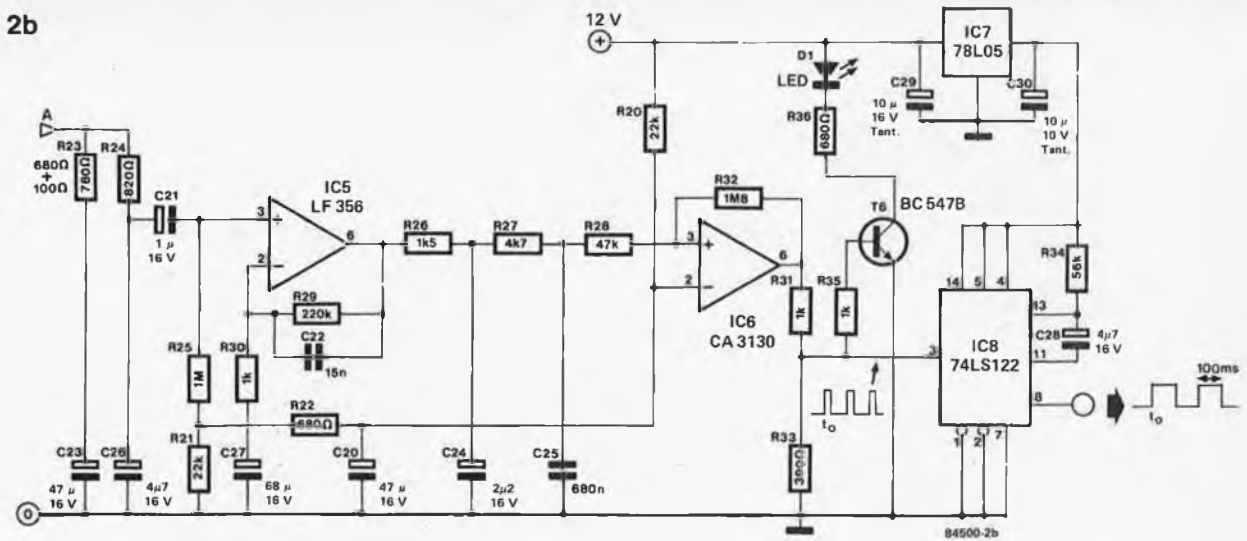 2b
12 V
+
IC7
78L05
D1
LED
C29
10 µ
16 V
Tant.
C30
10 µ
10 V
Tant.
R36
680Ω
R20
22k
A
R23
680Ω
+
100Ω
780Ω
R24
820Ω
C21
1 µ
16 V
IC5
LF 356
3
+
2
−
6
R26
1k5
R27
4k7
R28
47k
R32
1M8
3
+
2
−
6
IC6
CA 3130
T6
BC 547B
R31
1k
R35
1k
R34
56k
14
5
4
13
C28
4µ7
16 V
11
IC8
74LS122
3
8
100ms
t₀
1
2
7
t₀
R29
220k
C22
15n
R25
1M
R30
1k
R22
680Ω
R21
22k
R33
390Ω
C23
47 µ
16 V
C26
4µ7
16 V
C27
68 µ
16 V
C20
47 µ
16 V
C24
2µ2
16 V
C25
680n
0
84500-2b